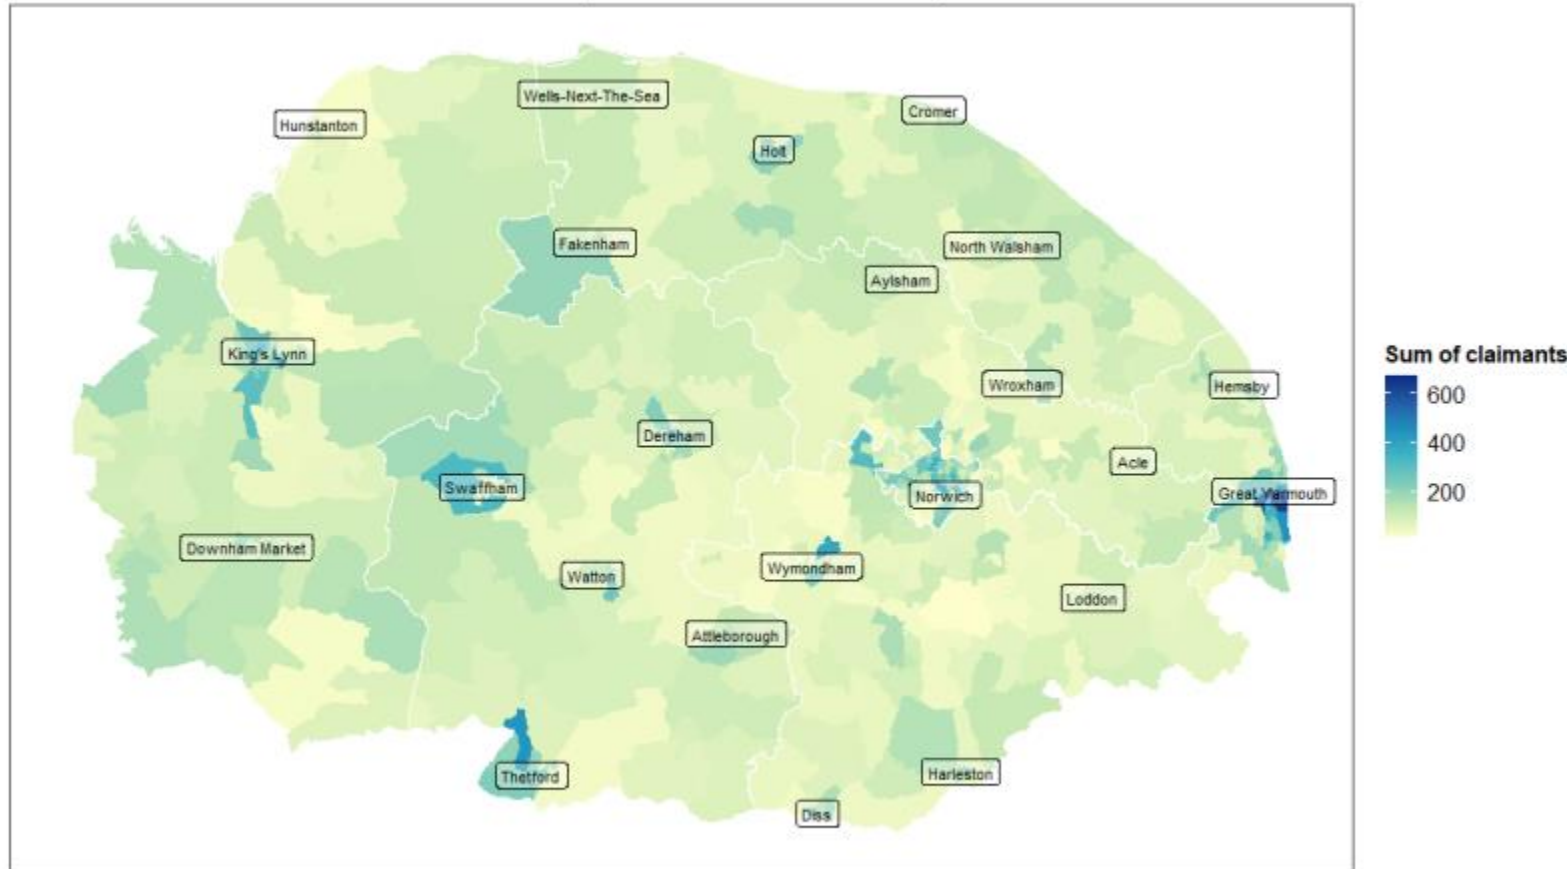 Wells-Next-The-Sea
Cromer
Hunstanton
Holt
Fakenham
North Walsham
Aylsham
King's Lynn
Wroxham
Hemsby
Dereham
Acle
Swaffham
Norwich
Great Yarmouth
Downham Market
Watton
Wymondham
Loddon
Attleborough
Thetford
Harleston
Diss
Sum of claimants
600
400
200